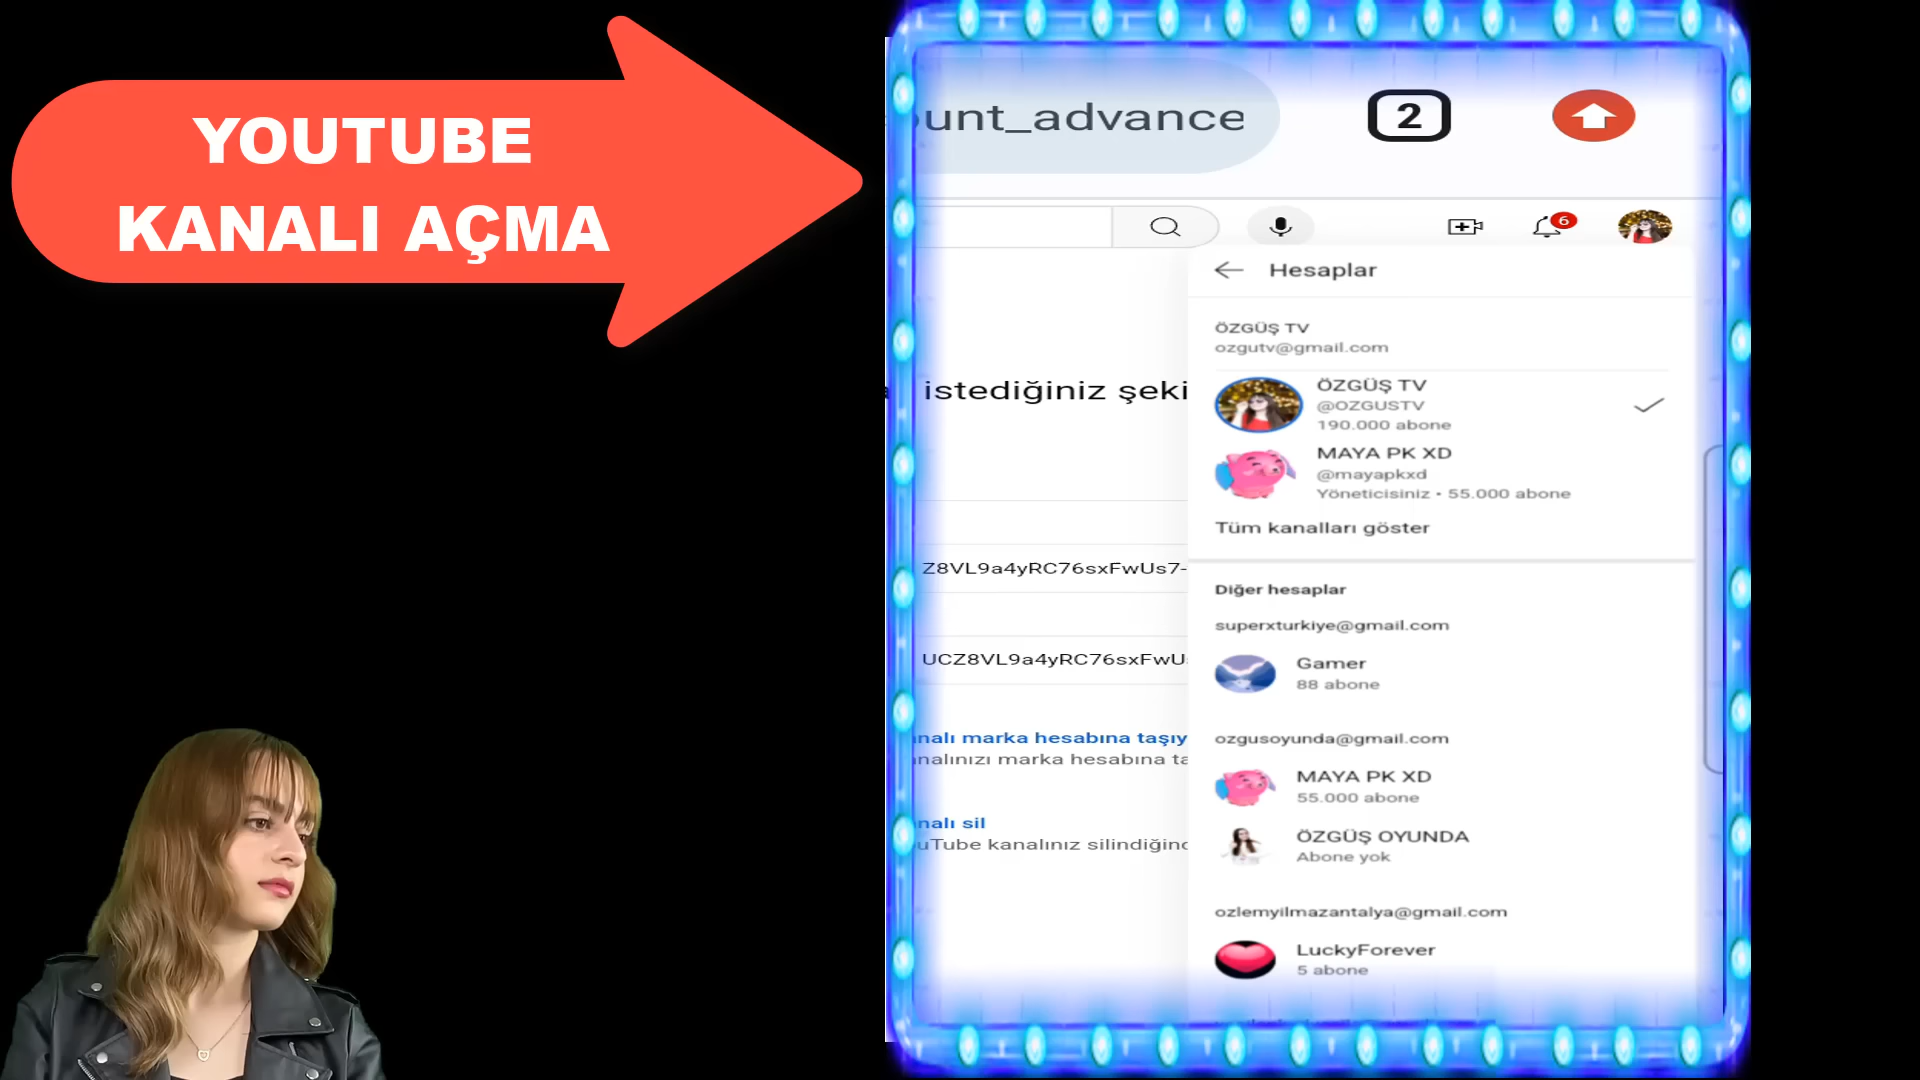 YOUTUBE
KANALI AÇMA
ount_advance
2
6
Hesaplar
ÖZGÜŞ TV
ozgutv@gmail.com
istediğiniz şeki
ÖZGÜŞ TV
@OZGUSTV
190.000 abone
MAYA PK XD
@mayapkxd
Yöneticisiniz • 55.000 abone
Tüm kanalları göster
Z8VL9a4yRC76sxFwUs7-
Diğer hesaplar
superxturkiye@gmail.com
UCZ8VL9a4yRC76sxFwU
Gamer
88 abone
nalı marka hesabına taşıy
nalınızı marka hesabına ta
ozgusoyunda@gmail.com
MAYA PK XD
55.000 abone
nalı sil
uTube kanalınız silindiğind
ÖZGÜŞ OYUNDA
Abone yok
ozlemyilmazantalya@gmail.com
LuckyForever
5 abone